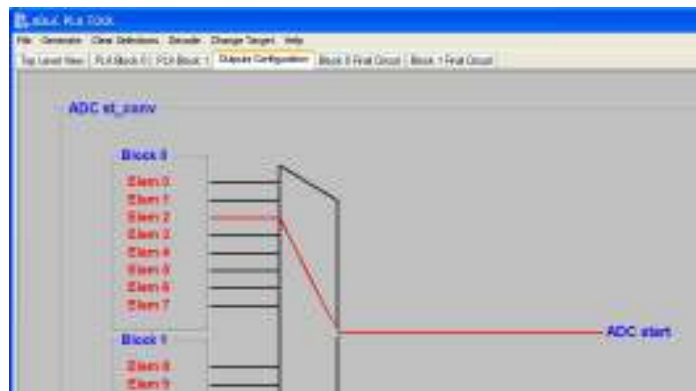 PLA TOOL
File Generate Clear Selections Decode Change Target Help
Top Level View PLA Block 0 PLA Block 1 Outputs Configuration Block 0 Final Circuit Block 1 Final Circuit
ADC st_conv
Block 0
Elem 0
Elem 1
Elem 2
Elem 3
Elem 4
Elem 5
Elem 6
Elem 7
ADC start
Block 1
Elem 8
Elem 9